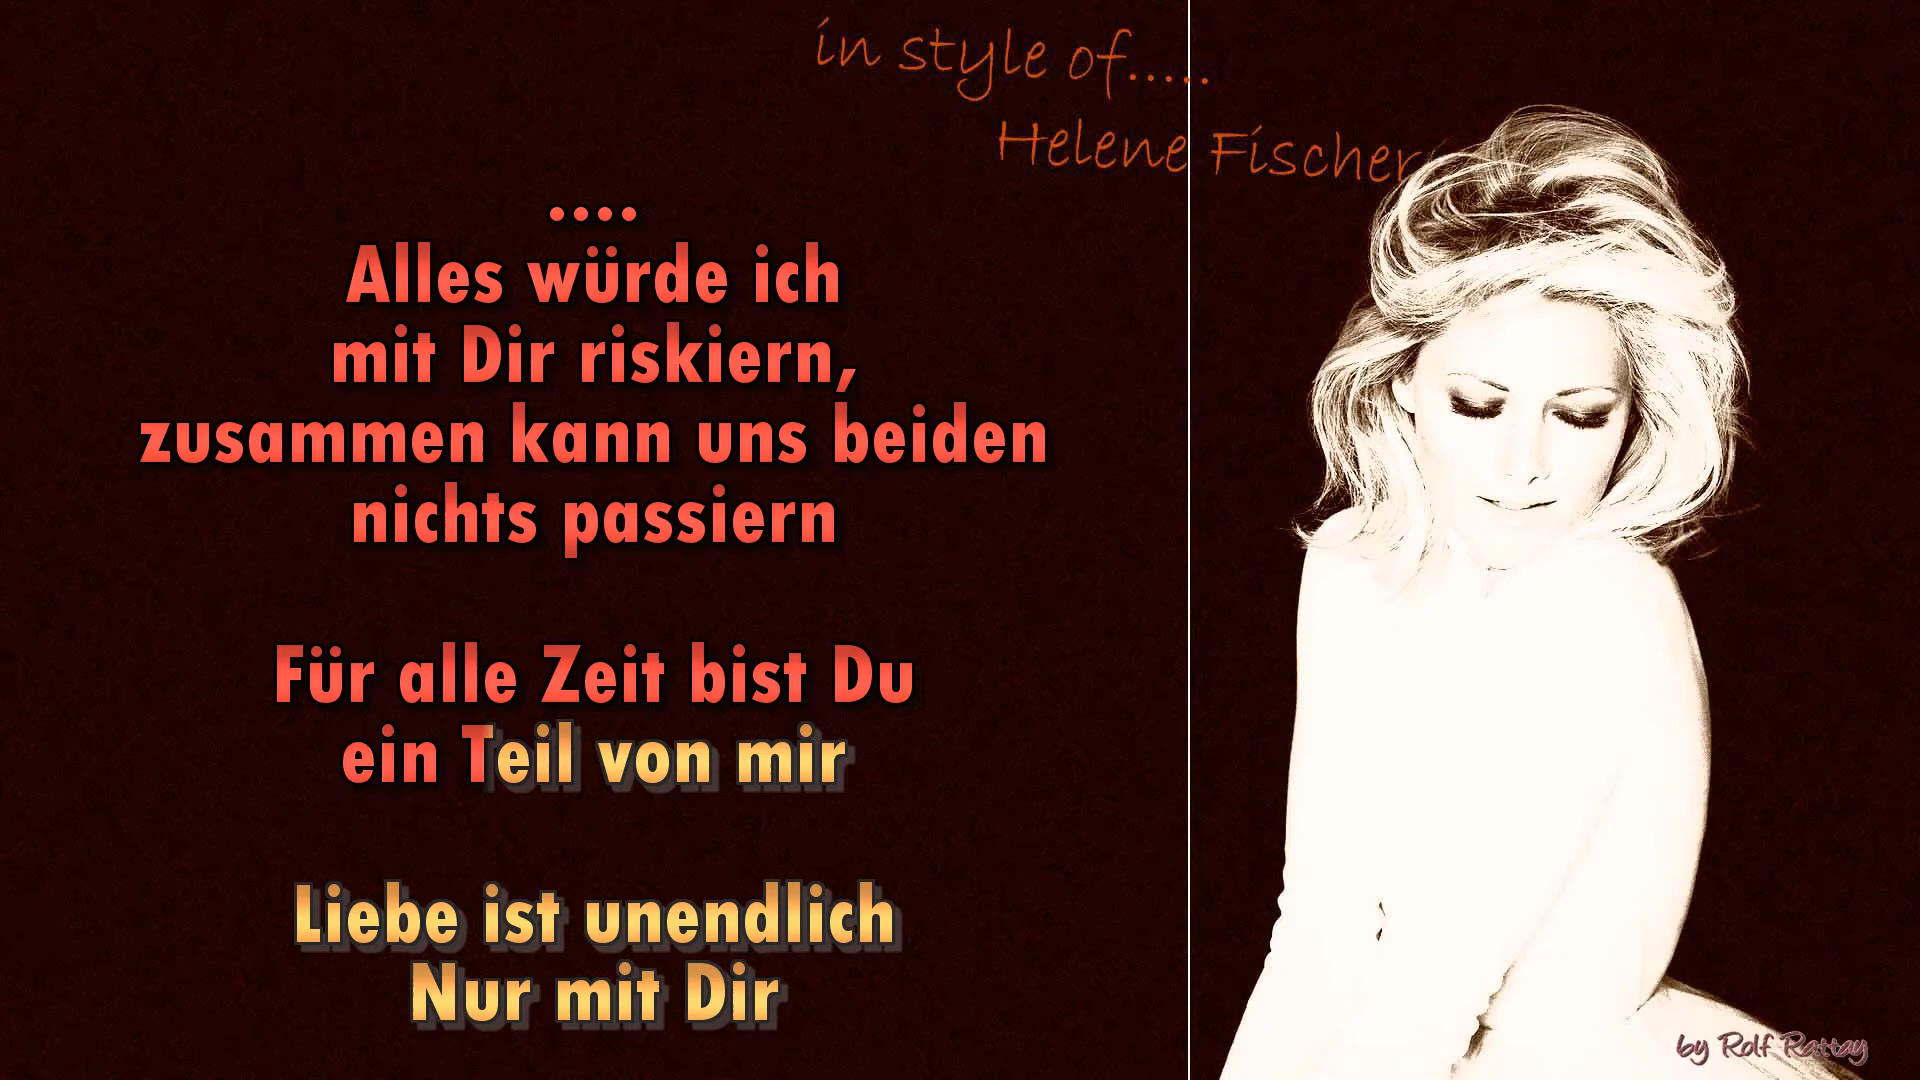 in style of.....
Helene Fischer
....
Alles würde ich
mit Dir riskiern,
zusammen kann uns beiden
nichts passiern
Für alle Zeit bist Du
ein Teil von mir
Liebe ist unendlich
Nur mit Dir
by Rolf Rattay